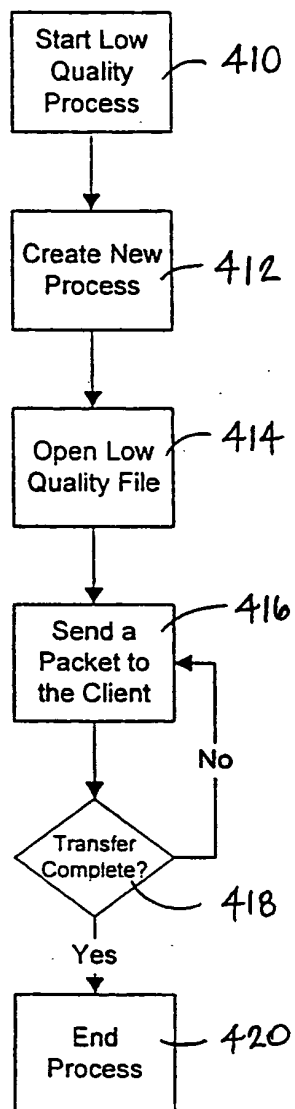 Start Low
Quality
Process
410
Create New
Process
412
Open Low
Quality File
414
Send a
Packet to
the Client
416
No
Transfer
Complete?
418
Yes
End
Process
420